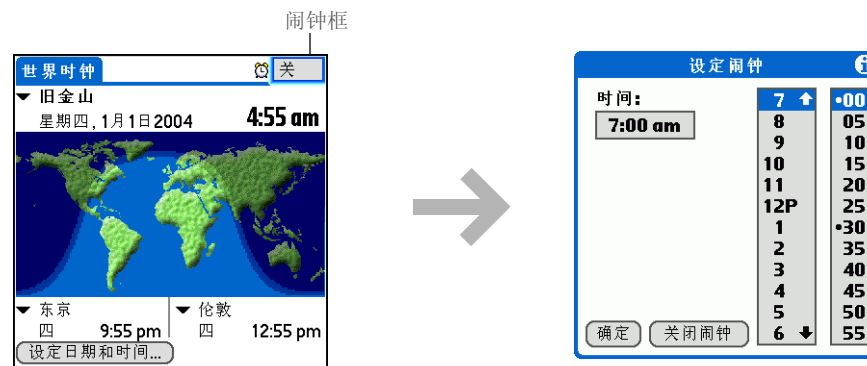 闹钟框
世界时钟
关
旧金山
星期四, 1月1日2004
4:55 am
东京
四
9:55 pm
伦敦
四
12:55 pm
设定日期和时间...
设定闹钟
时间:
7:00 am
7
8
9
10
11
12P
1
2
3
4
5
6
•00
05
10
15
20
25
•30
35
40
45
50
55
确定
关闭闹钟